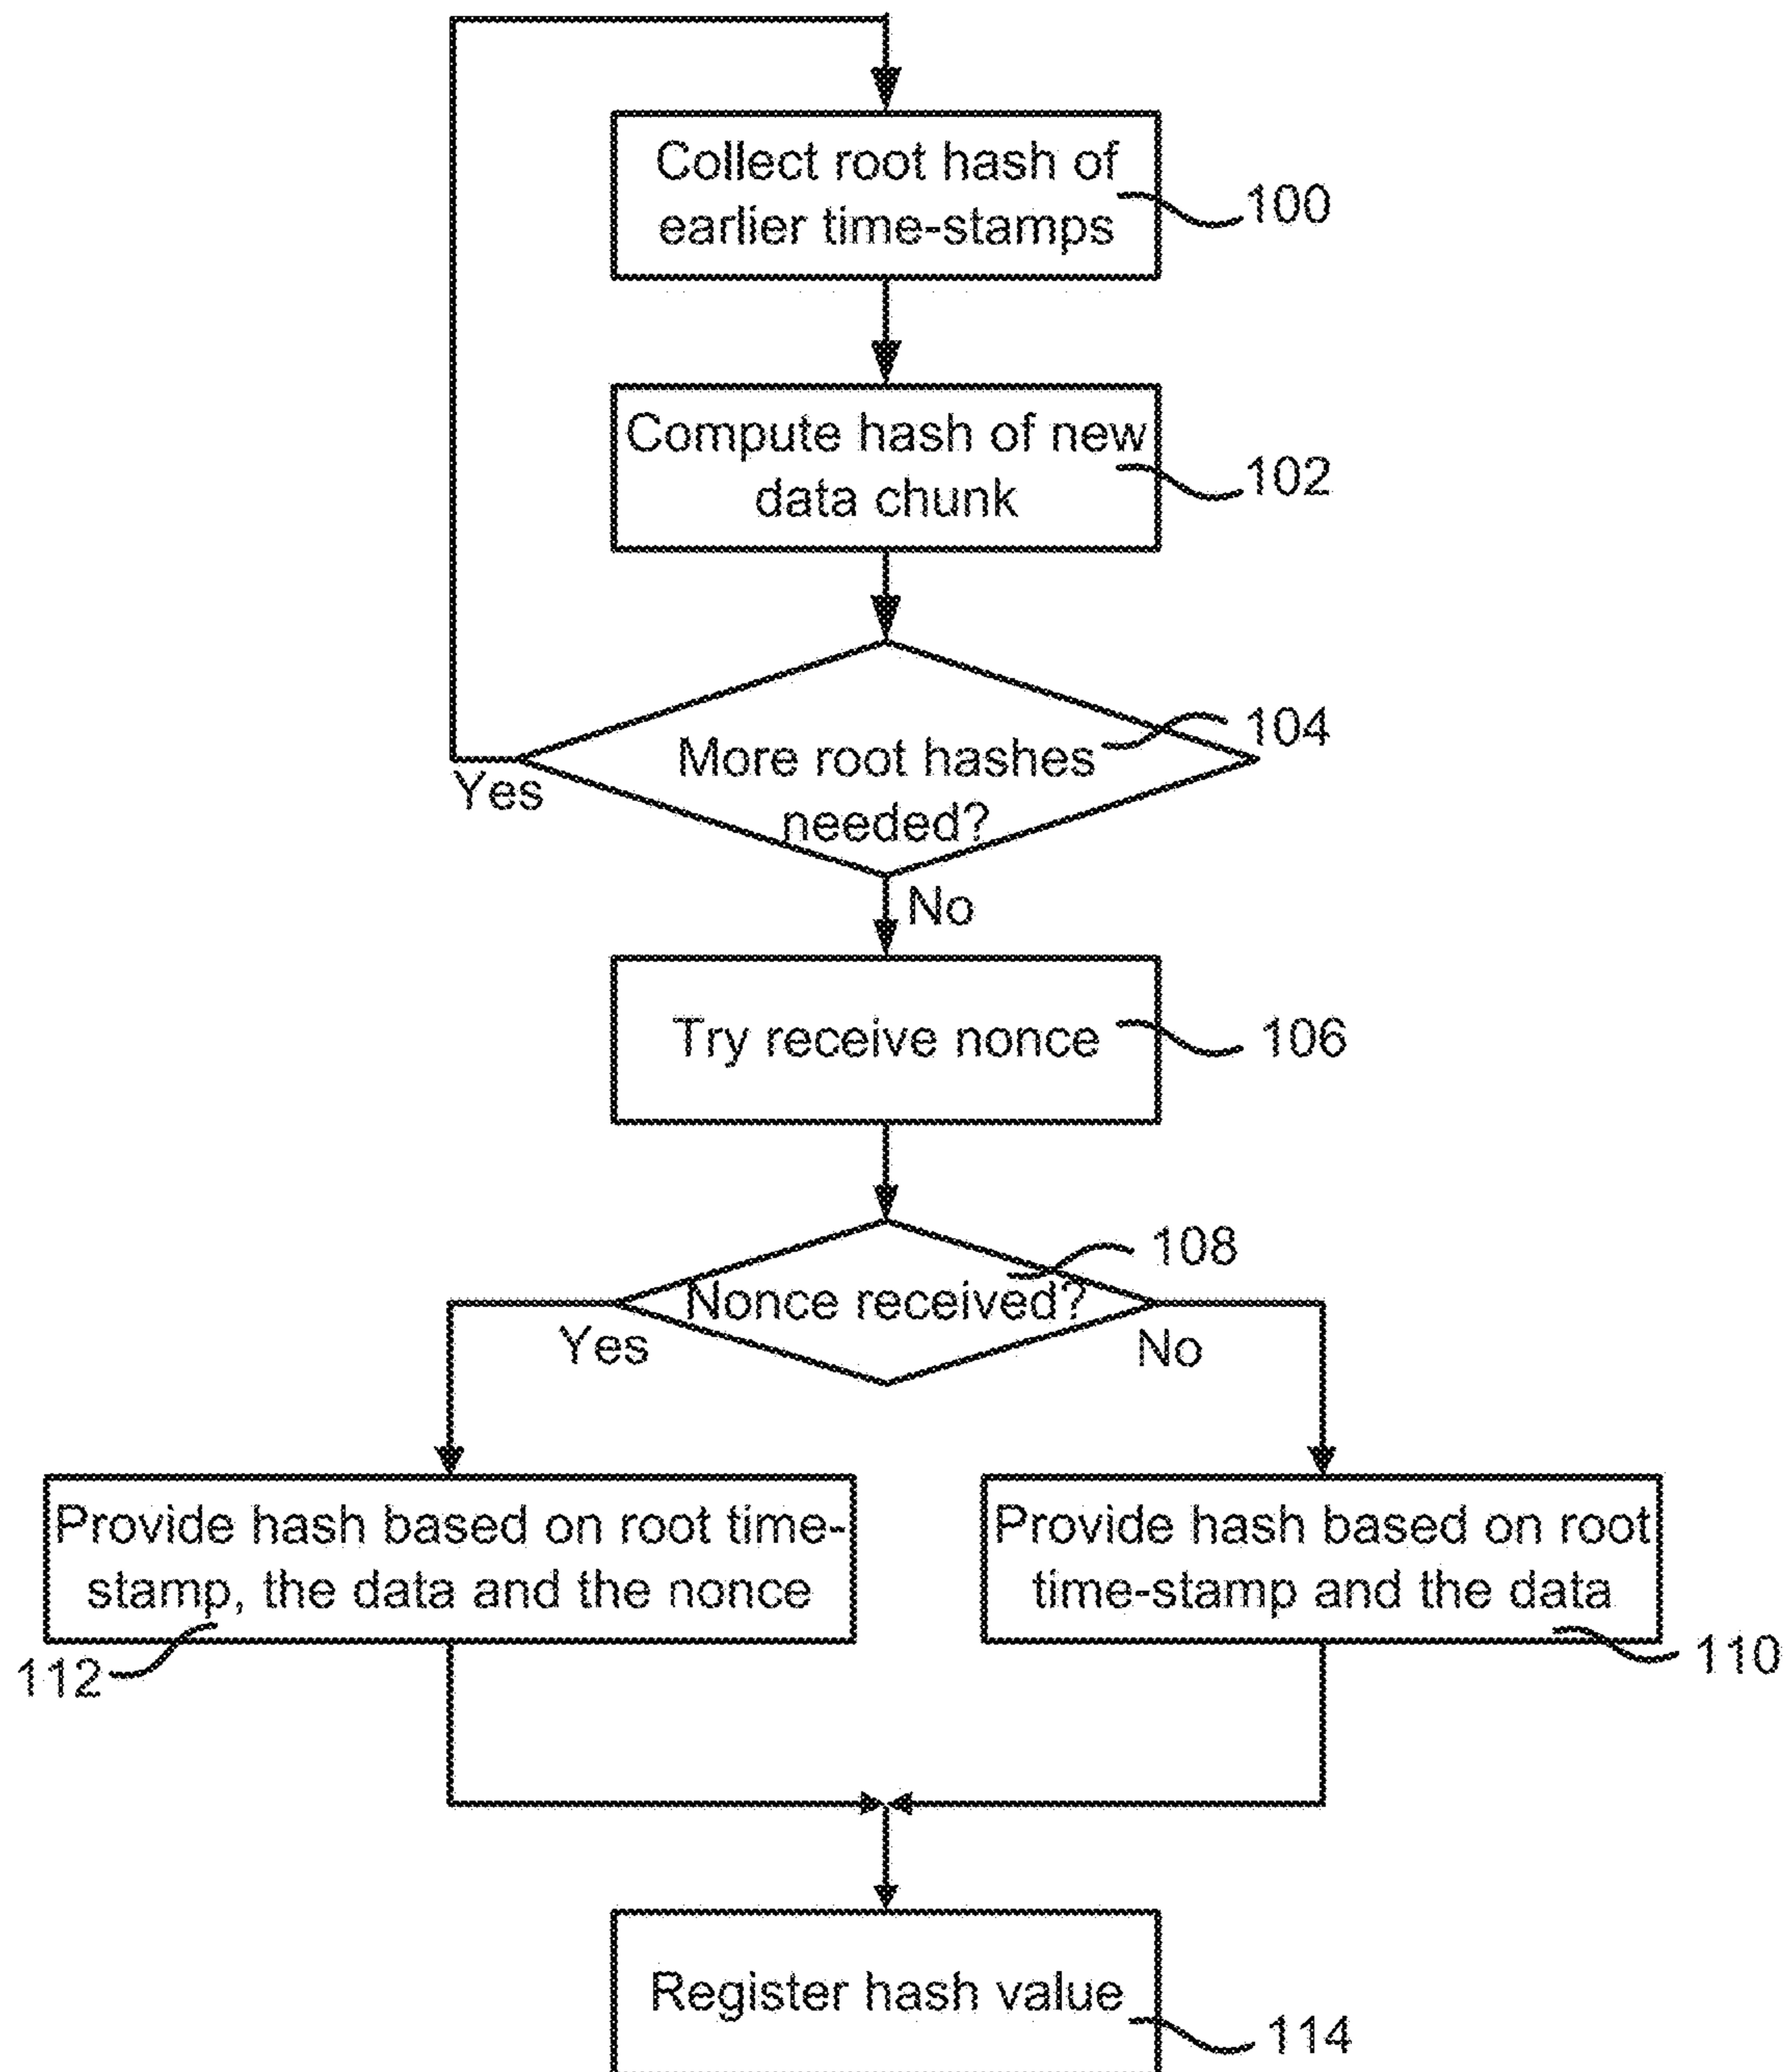 Collect root hash of
earlier time-stamps
100
Compute hash of new
data chunk
102
104
More root hashes
needed?
Yes
No
Try receive nonce
106
108
Nonce received?
Yes
No
Provide hash based on root time-
stamp, the data and the nonce
112
Provide hash based on root
time-stamp and the data
110
Register hash value
114